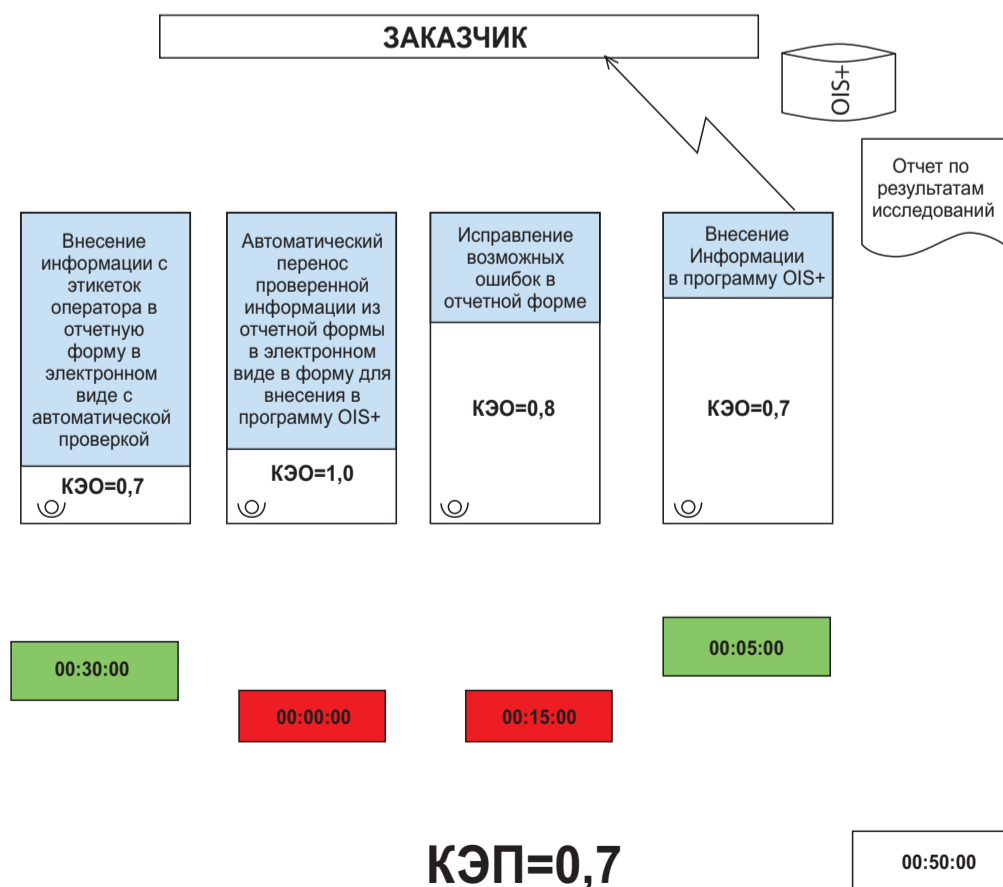 ЗАКАЗЧИК
OIS+
Отчет по
результатам
исследований
Внесение
информации с
этикеток
оператора в
отчетную
форму в
электронном
виде с
автоматической
проверкой
КЭО=0,7
Автоматический
перенос
проверенной
информации из
отчетной формы
в электронном
виде в форму для
внесения в
программу OIS+
КЭО=1,0
Исправление
возможных
ошибок в
отчетной форме
КЭО=0,8
Внесение
Информации
в программу OIS+
КЭО=0,7
00:30:00
00:00:00
00:15:00
00:05:00
КЭП=0,7
00:50:00